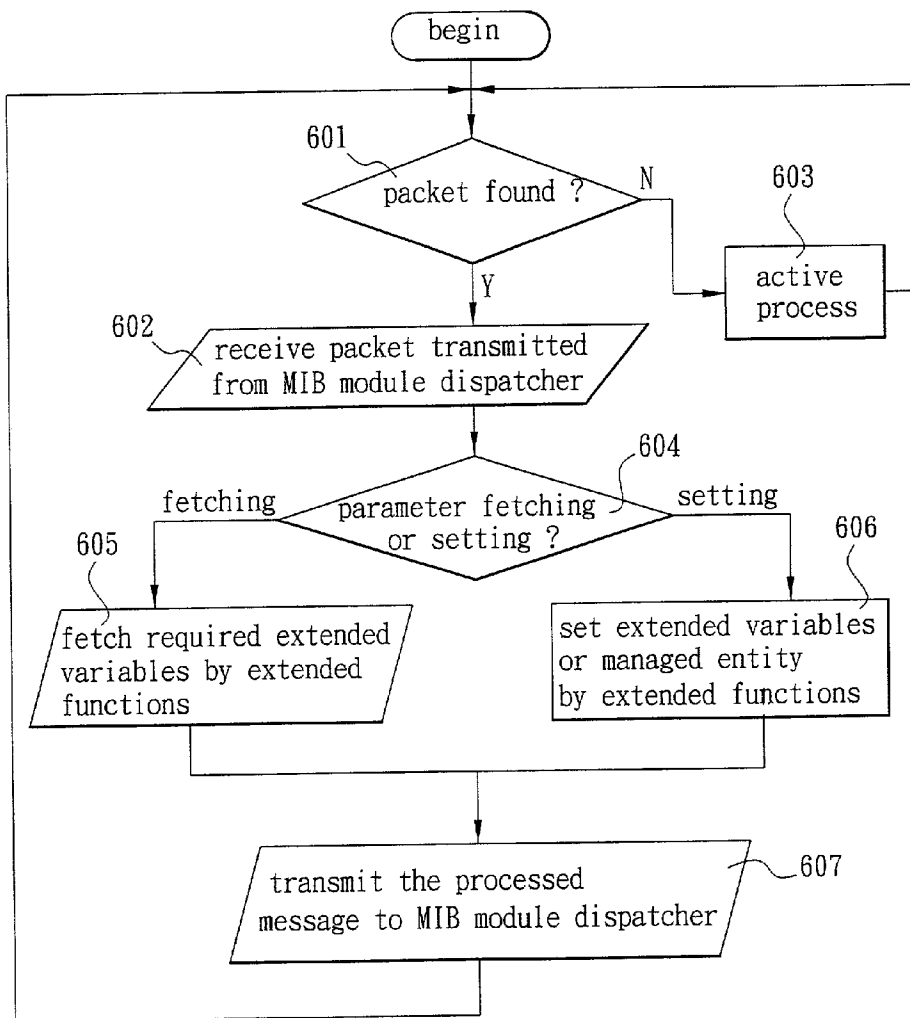 begin
601
packet found ?
N
603
active
process
Y
602
receive packet transmitted
from MIB module dispatcher
604
fetching
parameter fetching
or setting ?
setting
605
606
fetch required extended
variables by extended
functions
set extended variables
or managed entity
by extended functions
607
transmit the processed
message to MIB module dispatcher